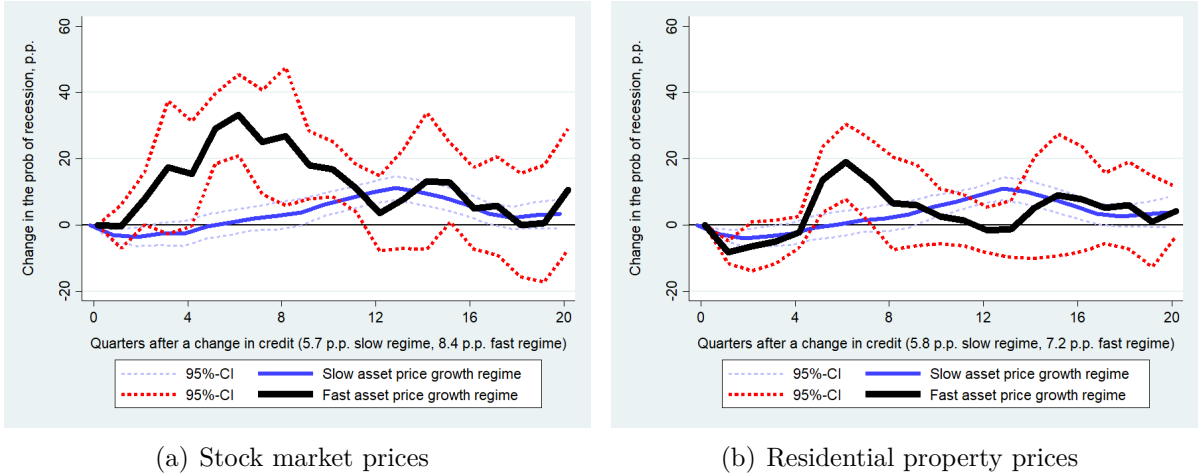 Change in the prob of recession, p.p.
60
40
20
0
-20
0 4 8 12 16 20
Quarters after a change in credit (5.7 p.p. slow regime, 8.4 p.p. fast regime)
95%-CI Slow asset price growth regime
95%-CI Fast asset price growth regime
(a) Stock market prices
Change in the prob of recession, p.p.
60
40
20
0
-20
0 4 8 12 16 20
Quarters after a change in credit (5.8 p.p. slow regime, 7.2 p.p. fast regime)
95%-CI Slow asset price growth regime
95%-CI Fast asset price growth regime
(b) Residential property prices